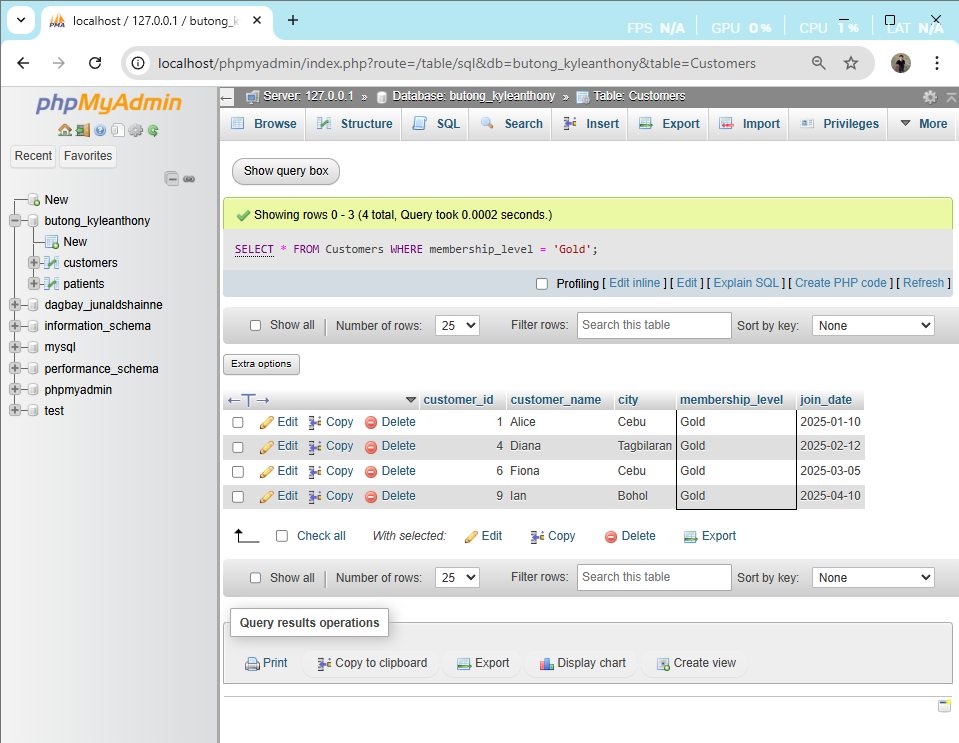 localhost / 127.0.0.1 / butong_k
FPS N/A GPU 0 % CPU 1 % LAT N/A
localhost/phpmyadmin/index.php?route=/table/sql&db=butong_kyleanthony&table=Customers
phpMyAdmin
Recent Favorites
New
butong_kyleanthony
New
customers
patients
dagbay_junaldshainne
information_schema
mysql
performance_schema
phpmyadmin
test
Server: 127.0.0.1 » Database: butong_kyleanthony » Table: Customers
Browse Structure SQL Search Insert Export Import Privileges More
Show query box
Showing rows 0 - 3 (4 total, Query took 0.0002 seconds.)
SELECT * FROM Customers WHERE membership_level = 'Gold';
Profiling [ Edit inline ] [ Edit ] [ Explain SQL ] [ Create PHP code ] [ Refresh ]
Show all Number of rows: 25 Filter rows: Search this table Sort by key: None
Extra options
←T→ customer_id customer_name city membership_level join_date
Edit Copy Delete 1 Alice Cebu Gold 2025-01-10
Edit Copy Delete 4 Diana Tagbilaran Gold 2025-02-12
Edit Copy Delete 6 Fiona Cebu Gold 2025-03-05
Edit Copy Delete 9 Ian Bohol Gold 2025-04-10
Check all With selected: Edit Copy Delete Export
Show all Number of rows: 25 Filter rows: Search this table Sort by key: None
Query results operations
Print Copy to clipboard Export Display chart Create view